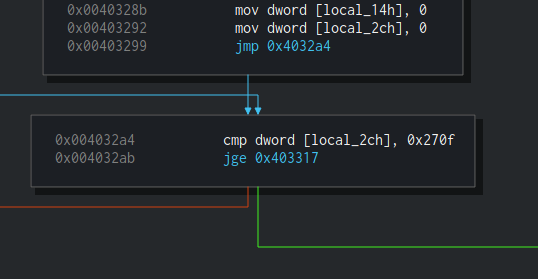 0x0040328b mov dword [local_14h], 0
0x00403292 mov dword [local_2ch], 0
0x00403299 jmp 0x4032a4
0x004032a4 cmp dword [local_2ch], 0x270f
0x004032ab jge 0x403317